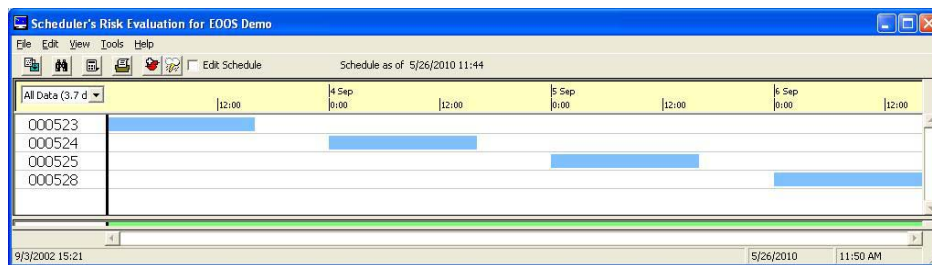 Scheduler's Risk Evaluation for EOOS Demo
File Edit View Tools Help
Edit Schedule Schedule as of 5/26/2010 11:44
All Data (3.7 d 4 Sep 5 Sep 6 Sep
12:00 0:00 12:00 0:00 12:00 0:00 12:00
000523
000524
000525
000528
9/3/2002 15:21 5/26/2010 11:50 AM